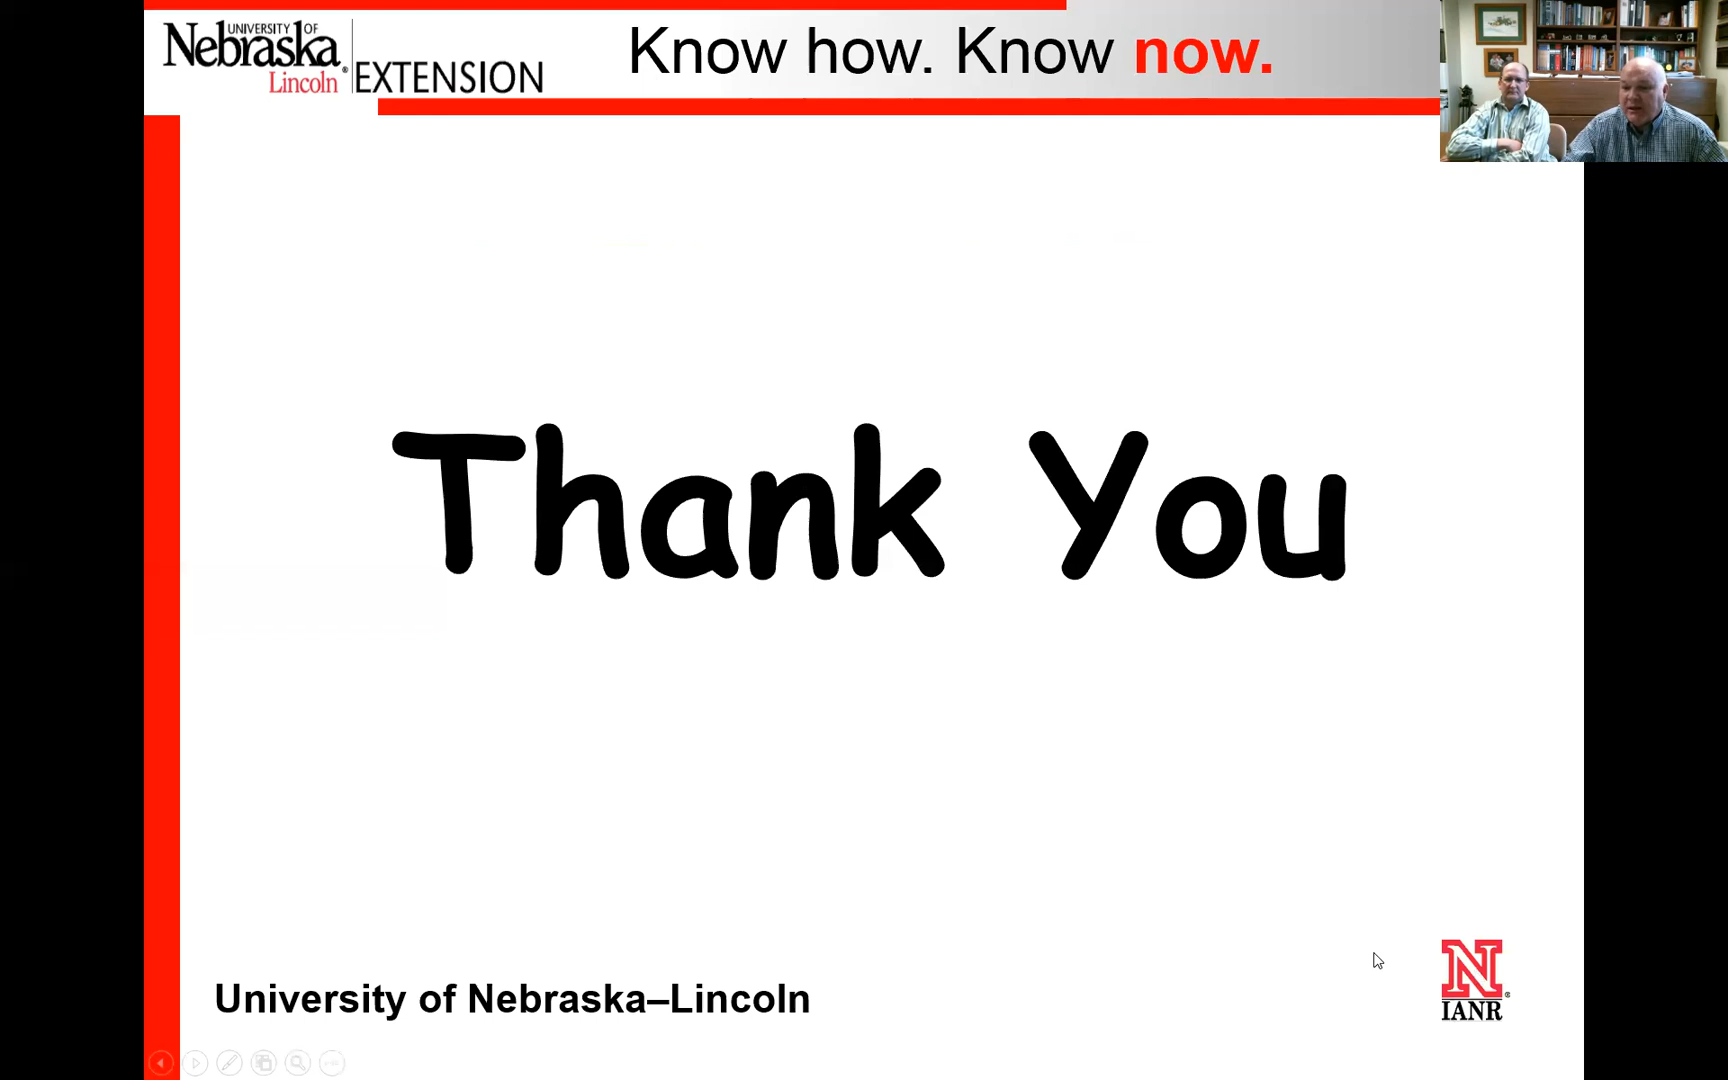 UNIVERSITY OF
Nebraska
Lincoln®
EXTENSION
Know how. Know now.
Thank You
University of Nebraska–Lincoln
N
IANR